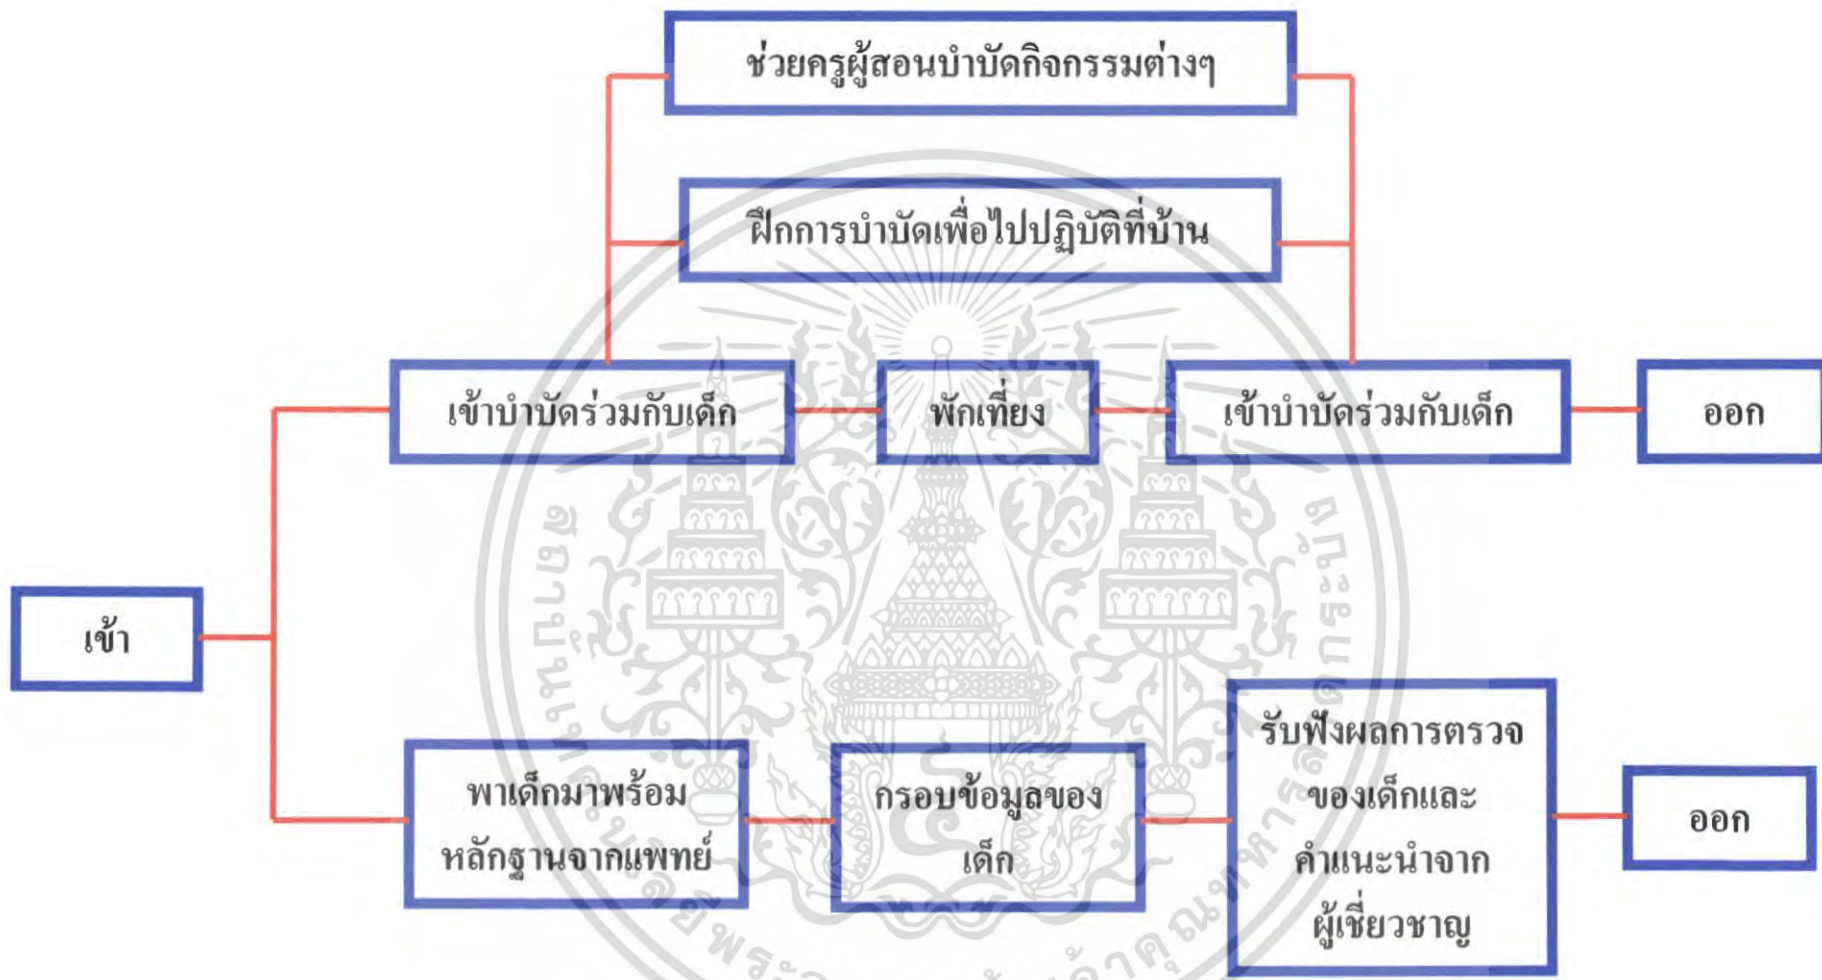 ช่วยครูผู้สอนบำบัดกิจกรรมต่างๆ
ฝึกการบำบัดเพื่อไปปฏิบัติที่บ้าน
เข้าบำบัดร่วมกับเด็ก
พักเที่ยง
เข้าบำบัดร่วมกับเด็ก
ออก
เข้า
พาเด็กมาพร้อม
หลักฐานจากแพทย์
กรอบข้อมูลของ
เด็ก
รับฟังผลการตรวจ
ของเด็กและ
คำแนะนำจาก
ผู้เชี่ยวชาญ
ออก